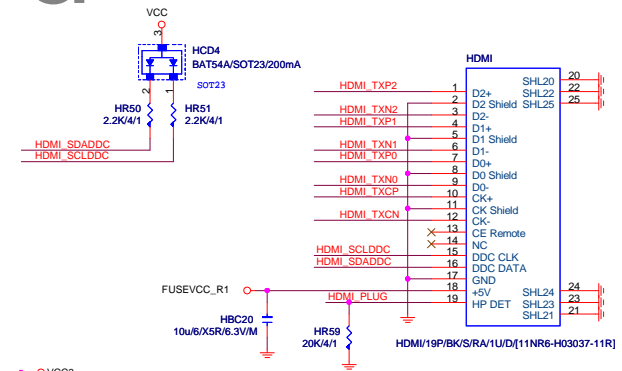 VCC
3
HCD4
BAT54A/SOT23/200mA
SOT23
2
1
HR50
2.2K/4/1
HR51
2.2K/4/1
HDMI_SDADDC
HDMI_SCLDDC
HDMI
HDMI_TXP2 1 D2+ SHL20 20
2 D2 Shield SHL22 22
HDMI_TXN2 3 D2- SHL25 25
HDMI_TXP1 4 D1+
5 D1 Shield
HDMI_TXN1 6 D1-
HDMI_TXP0 7 D0+
8 D0 Shield
HDMI_TXN0 9 D0-
HDMI_TXCP 10 CK+
11 CK Shield
HDMI_TXCN 12 CK-
13 CE Remote
14 NC
HDMI_SCLDDC 15 DDC CLK
HDMI_SDADDC 16 DDC DATA
17 GND
FUSEVCC_R1 18 +5V SHL24 24
HDMI_PLUG 19 HP DET SHL23 23
SHL21 21
HBC20
10u/6/X5R/6.3V/M
HR59
20K/4/1
HDMI/19P/BK/S/RA/1U/D/[11NR6-H03037-11R]